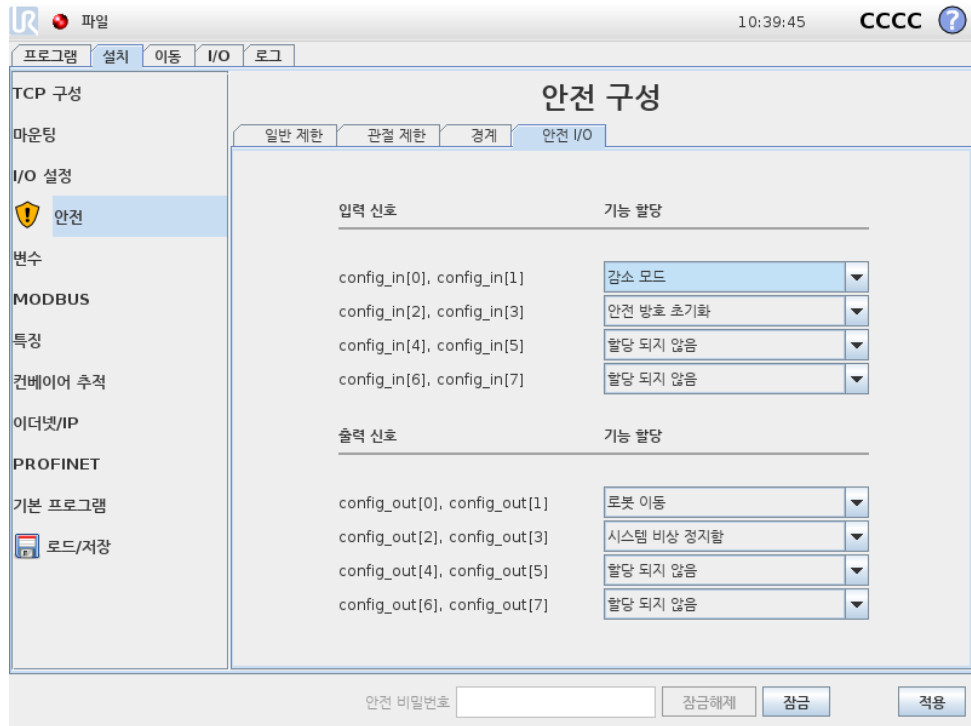 UR 파일 10:39:45 CCCC ?
프로그램 설치 이동 I/O 로그
TCP 구성
마운팅
I/O 설정
안전
변수
MODBUS
특징
컨베이어 추적
이더넷/IP
PROFINET
기본 프로그램
로드/저장
안전 구성
일반 제한 관절 제한 경계 안전 I/O
입력 신호 기능 할당
config_in[0], config_in[1] 감소 모드
config_in[2], config_in[3] 안전 방호 초기화
config_in[4], config_in[5] 할당 되지 않음
config_in[6], config_in[7] 할당 되지 않음
출력 신호 기능 할당
config_out[0], config_out[1] 로봇 이동
config_out[2], config_out[3] 시스템 비상 정지함
config_out[4], config_out[5] 할당 되지 않음
config_out[6], config_out[7] 할당 되지 않음
안전 비밀번호 잠금해제 잠금 적용